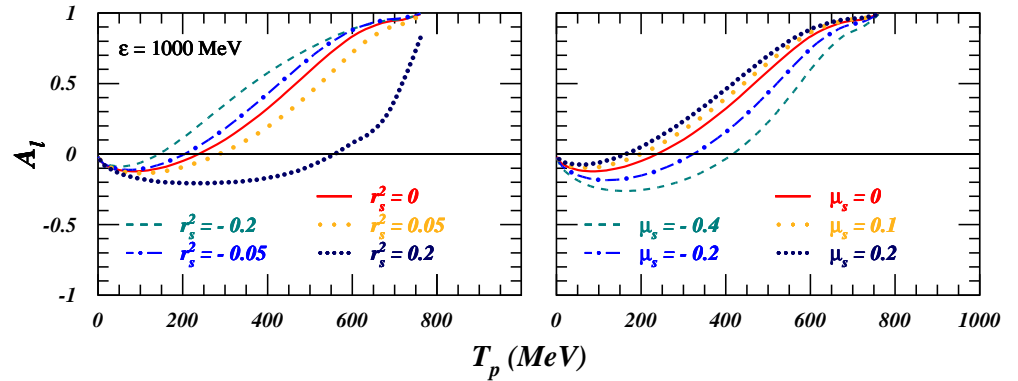 1
0.5
0
-0.5
-1
A_l
ε = 1000 MeV
r_s^2 = 0
r_s^2 = - 0.2
r_s^2 = 0.05
r_s^2 = - 0.05
r_s^2 = 0.2
0 200 400 600 800
μ_s = 0
μ_s = - 0.4
μ_s = 0.1
μ_s = - 0.2
μ_s = 0.2
0 200 400 600 800 1000
T_p (MeV)